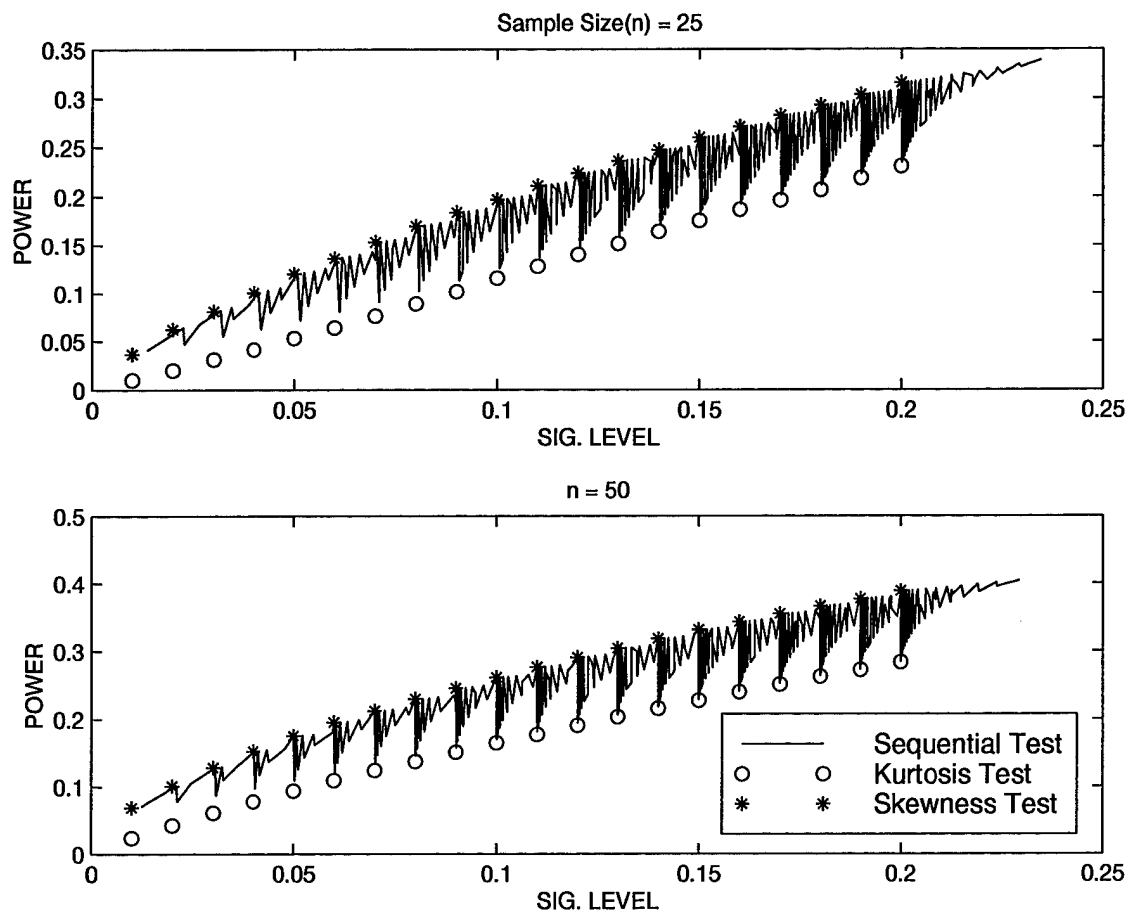 Sample Size(n) = 25
0.35
0.3
0.25
0.2
0.15
0.1
0.05
0
POWER
0
0.05
0.1
0.15
0.2
0.25
SIG. LEVEL
n = 50
0.5
0.4
0.3
0.2
0.1
0
POWER
Sequential Test
Kurtosis Test
Skewness Test
0
0.05
0.1
0.15
0.2
0.25
SIG. LEVEL